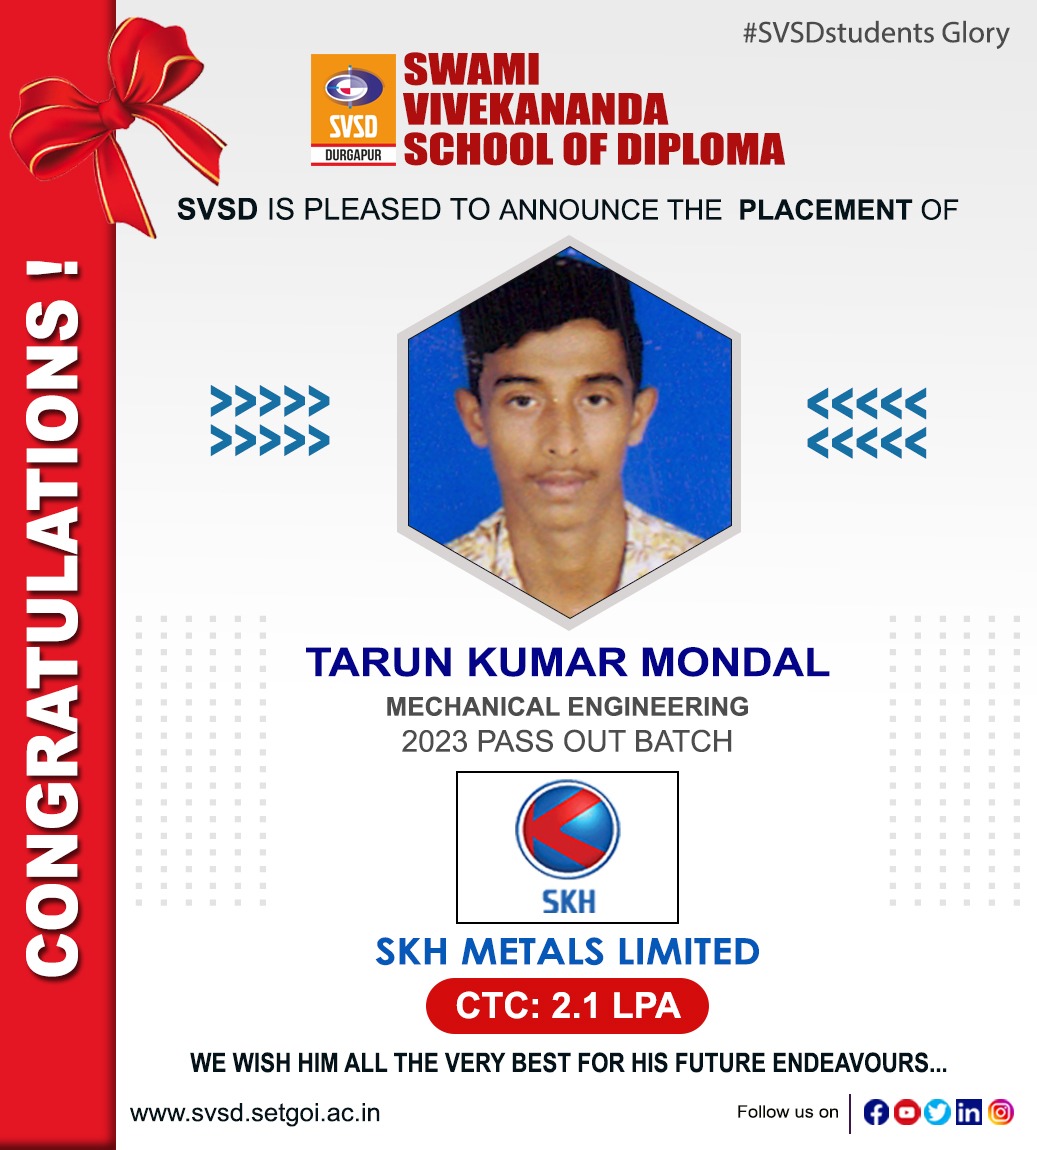 #SVSDstudents Glory
SVSD
DURGAPUR
SWAMI
VIVEKANANDA
SCHOOL OF DIPLOMA
SVSD IS PLEASED TO ANNOUNCE THE PLACEMENT OF
CONGRATULATIONS !
>>>>> <<<<<
>>>>> <<<<<
TARUN KUMAR MONDAL
MECHANICAL ENGINEERING
2023 PASS OUT BATCH
SKH
SKH METALS LIMITED
CTC: 2.1 LPA
WE WISH HIM ALL THE VERY BEST FOR HIS FUTURE ENDEAVOURS...
www.svsd.setgoi.ac.in
Follow us on